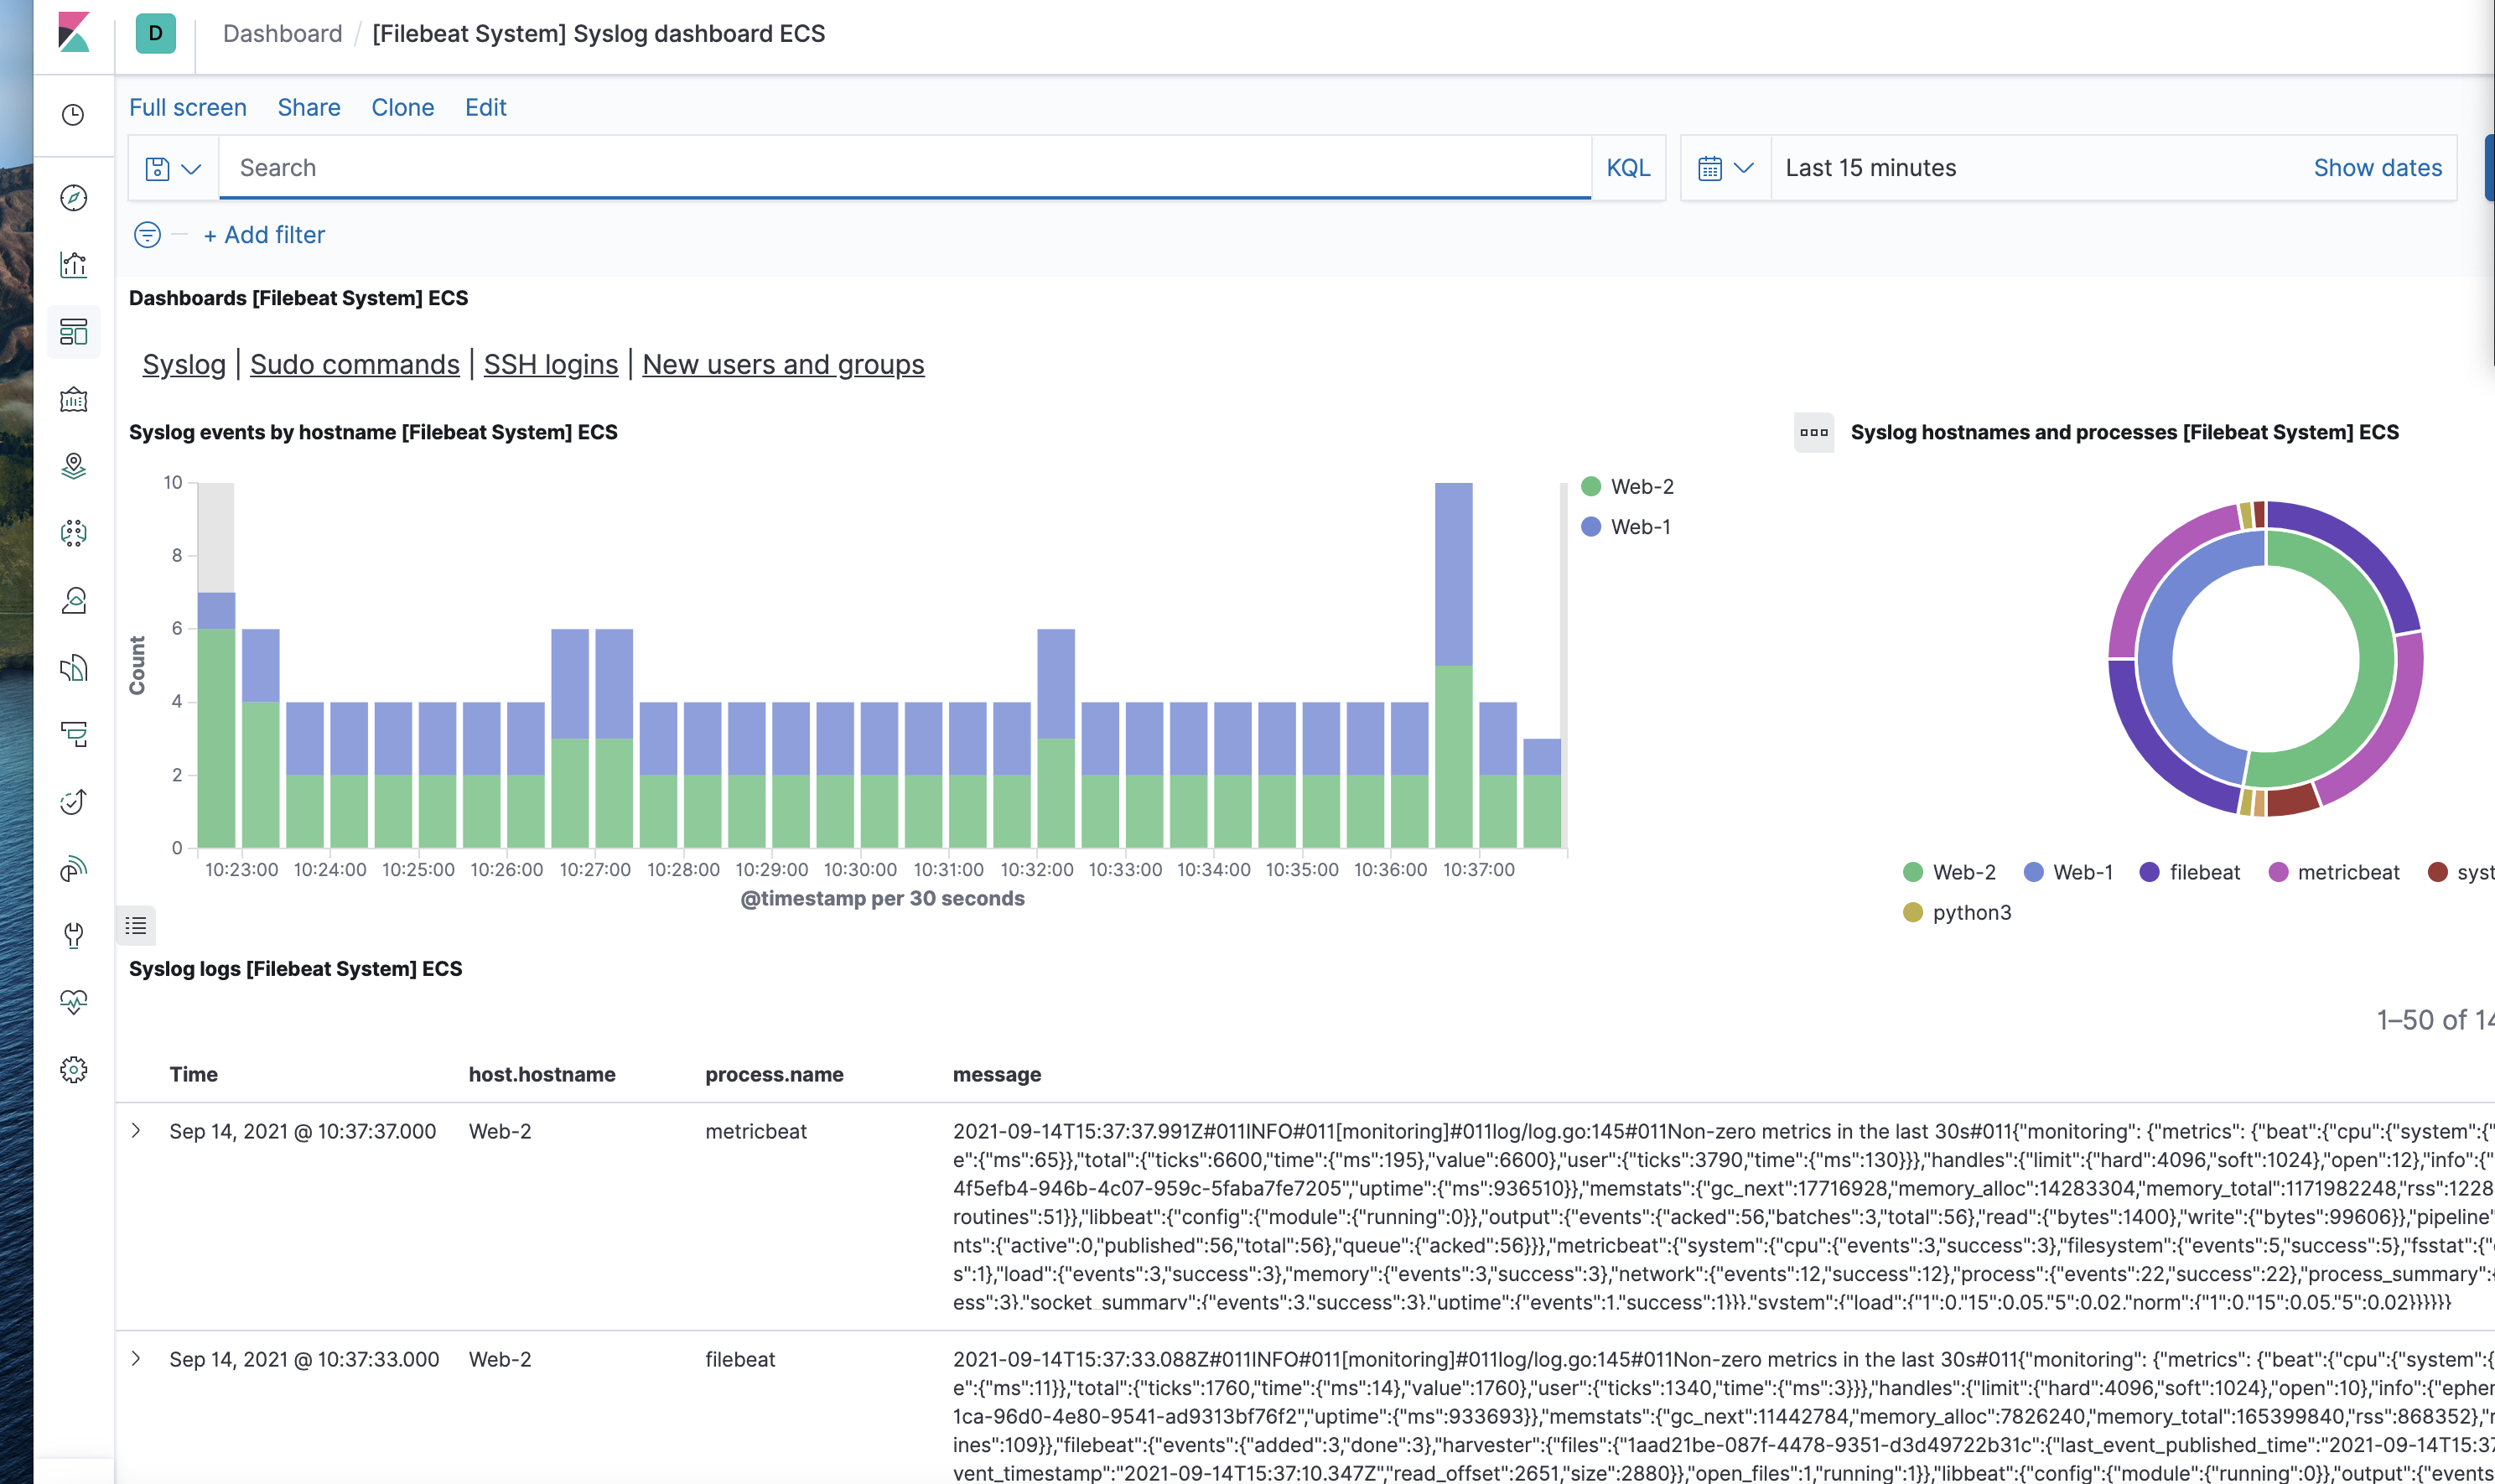 D Dashboard / [Filebeat System] Syslog dashboard ECS
Full screen Share Clone Edit
Search KQL Last 15 minutes Show dates
+ Add filter
Dashboards [Filebeat System] ECS
Syslog | Sudo commands | SSH logins | New users and groups
Syslog events by hostname [Filebeat System] ECS
Count
10
8
6
4
2
0
10:23:00 10:24:00 10:25:00 10:26:00 10:27:00 10:28:00 10:29:00 10:30:00 10:31:00 10:32:00 10:33:00 10:34:00 10:35:00 10:36:00 10:37:00
@timestamp per 30 seconds
Web-2
Web-1
Syslog hostnames and processes [Filebeat System] ECS
Web-2 Web-1 filebeat metricbeat syst
python3
Syslog logs [Filebeat System] ECS
1–50 of 14
Time host.hostname process.name message
Sep 14, 2021 @ 10:37:37.000 Web-2 metricbeat 2021-09-14T15:37:37.991Z#011INFO#011[monitoring]#011log/log.go:145#011Non-zero metrics in the last 30s#011{"monitoring": {"metrics": {"beat":{"cpu":{"system":{"
e":{"ms":65}},"total":{"ticks":6600,"time":{"ms":195},"value":6600},"user":{"ticks":3790,"time":{"ms":130}}},"handles":{"limit":{"hard":4096,"soft":1024},"open":12},"info":{"
4f5efb4-946b-4c07-959c-5faba7fe7205","uptime":{"ms":936510}},"memstats":{"gc_next":17716928,"memory_alloc":14283304,"memory_total":1171982248,"rss":1228
routines":51}},"libbeat":{"config":{"module":{"running":0}},"output":{"events":{"acked":56,"batches":3,"total":56},"read":{"bytes":1400},"write":{"bytes":99606}},"pipeline"
nts":{"active":0,"published":56,"total":56},"queue":{"acked":56}}},"metricbeat":{"system":{"cpu":{"events":3,"success":3},"filesystem":{"events":5,"success":5},"fsstat":{"
s":1},"load":{"events":3,"success":3},"memory":{"events":3,"success":3},"network":{"events":12,"success":12},"process":{"events":22,"success":22},"process_summary":{
ess":3},"socket_summary":{"events":3,"success":3},"uptime":{"events":1,"success":1}}},"system":{"load":{"1":0,"15":0.05,"5":0.02,"norm":{"1":0,"15":0.05,"5":0.02}}}}}}
Sep 14, 2021 @ 10:37:33.000 Web-2 filebeat 2021-09-14T15:37:33.088Z#011INFO#011[monitoring]#011log/log.go:145#011Non-zero metrics in the last 30s#011{"monitoring": {"metrics": {"beat":{"cpu":{"system":{
e":{"ms":11}},"total":{"ticks":1760,"time":{"ms":14},"value":1760},"user":{"ticks":1340,"time":{"ms":3}}},"handles":{"limit":{"hard":4096,"soft":1024},"open":10},"info":{"ephe
1ca-96d0-4e80-9541-ad9313bf76f2","uptime":{"ms":933693}},"memstats":{"gc_next":11442784,"memory_alloc":7826240,"memory_total":165399840,"rss":868352},"r
ines":109}},"filebeat":{"events":{"added":3,"done":3},"harvester":{"files":{"1aad21be-087f-4478-9351-d3d49722b31c":{"last_event_published_time":"2021-09-14T15:37
vent_timestamp":"2021-09-14T15:37:10.347Z","read_offset":2651,"size":2880}},"open_files":1,"running":1}},"libbeat":{"config":{"module":{"running":0}},"output":{"events